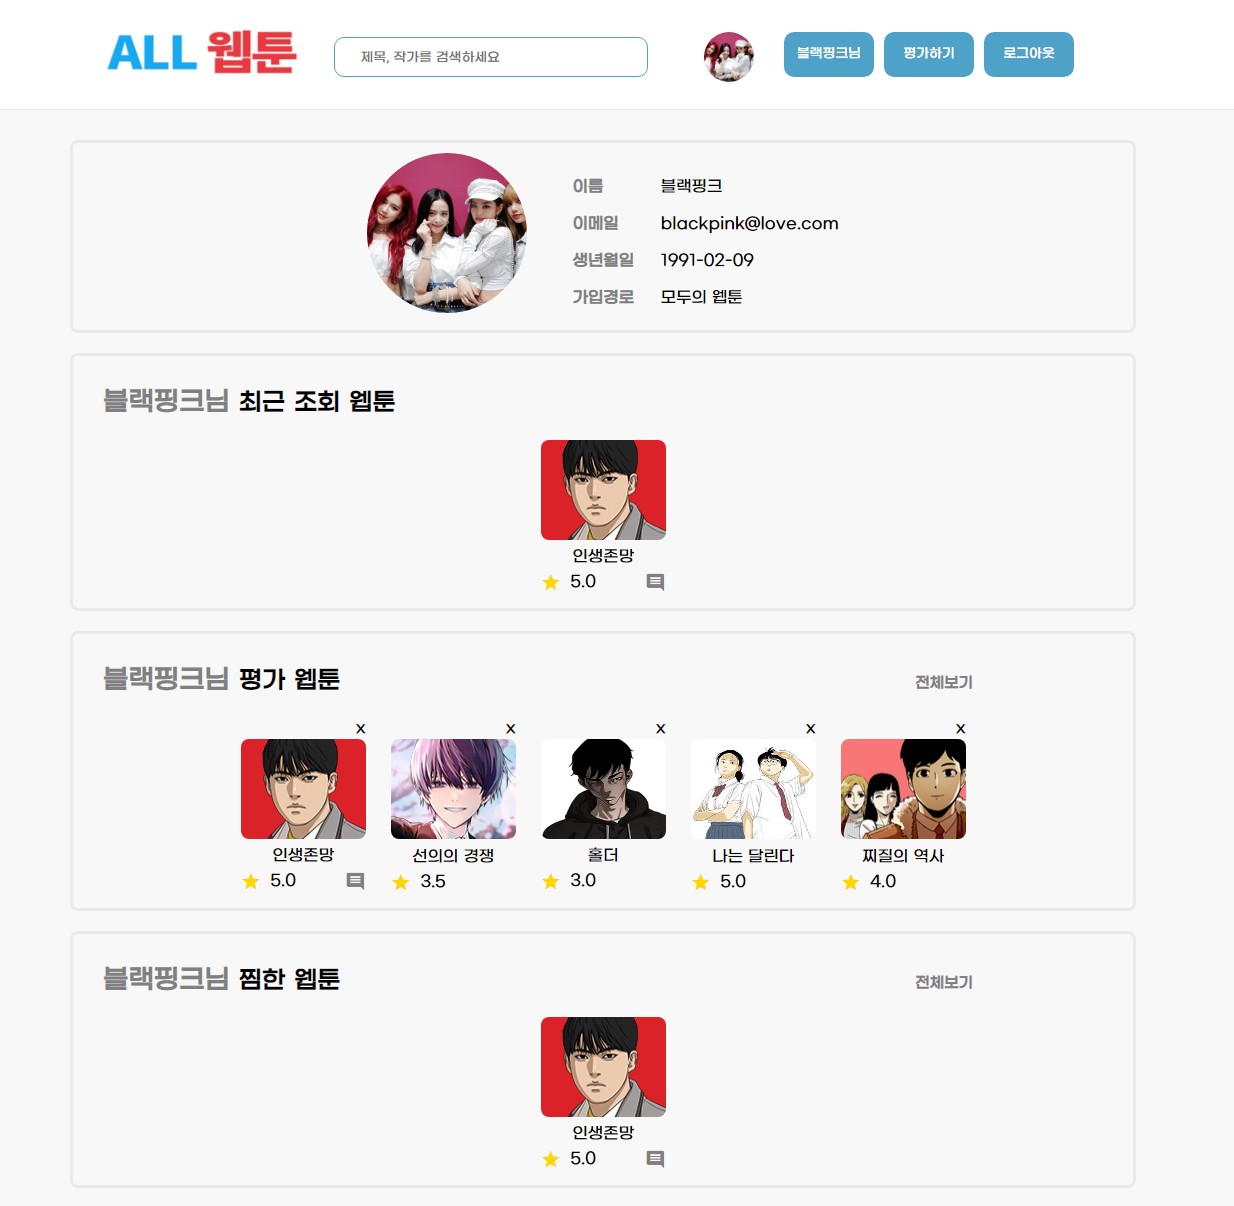 ALL 웹툰
제목, 작가를 검색하세요
블랙핑크님
평가하기
로그아웃
이름 블랙핑크
이메일 blackpink@love.com
생년월일 1991-02-09
가입경로 모두의 웹툰
블랙핑크님 최근 조회 웹툰
인생존망
5.0
블랙핑크님 평가 웹툰
전체보기
x x x x x
인생존망 선의의 경쟁 홀더 나는 달린다 찌질의 역사
5.0 3.5 3.0 5.0 4.0
블랙핑크님 찜한 웹툰
전체보기
인생존망
5.0